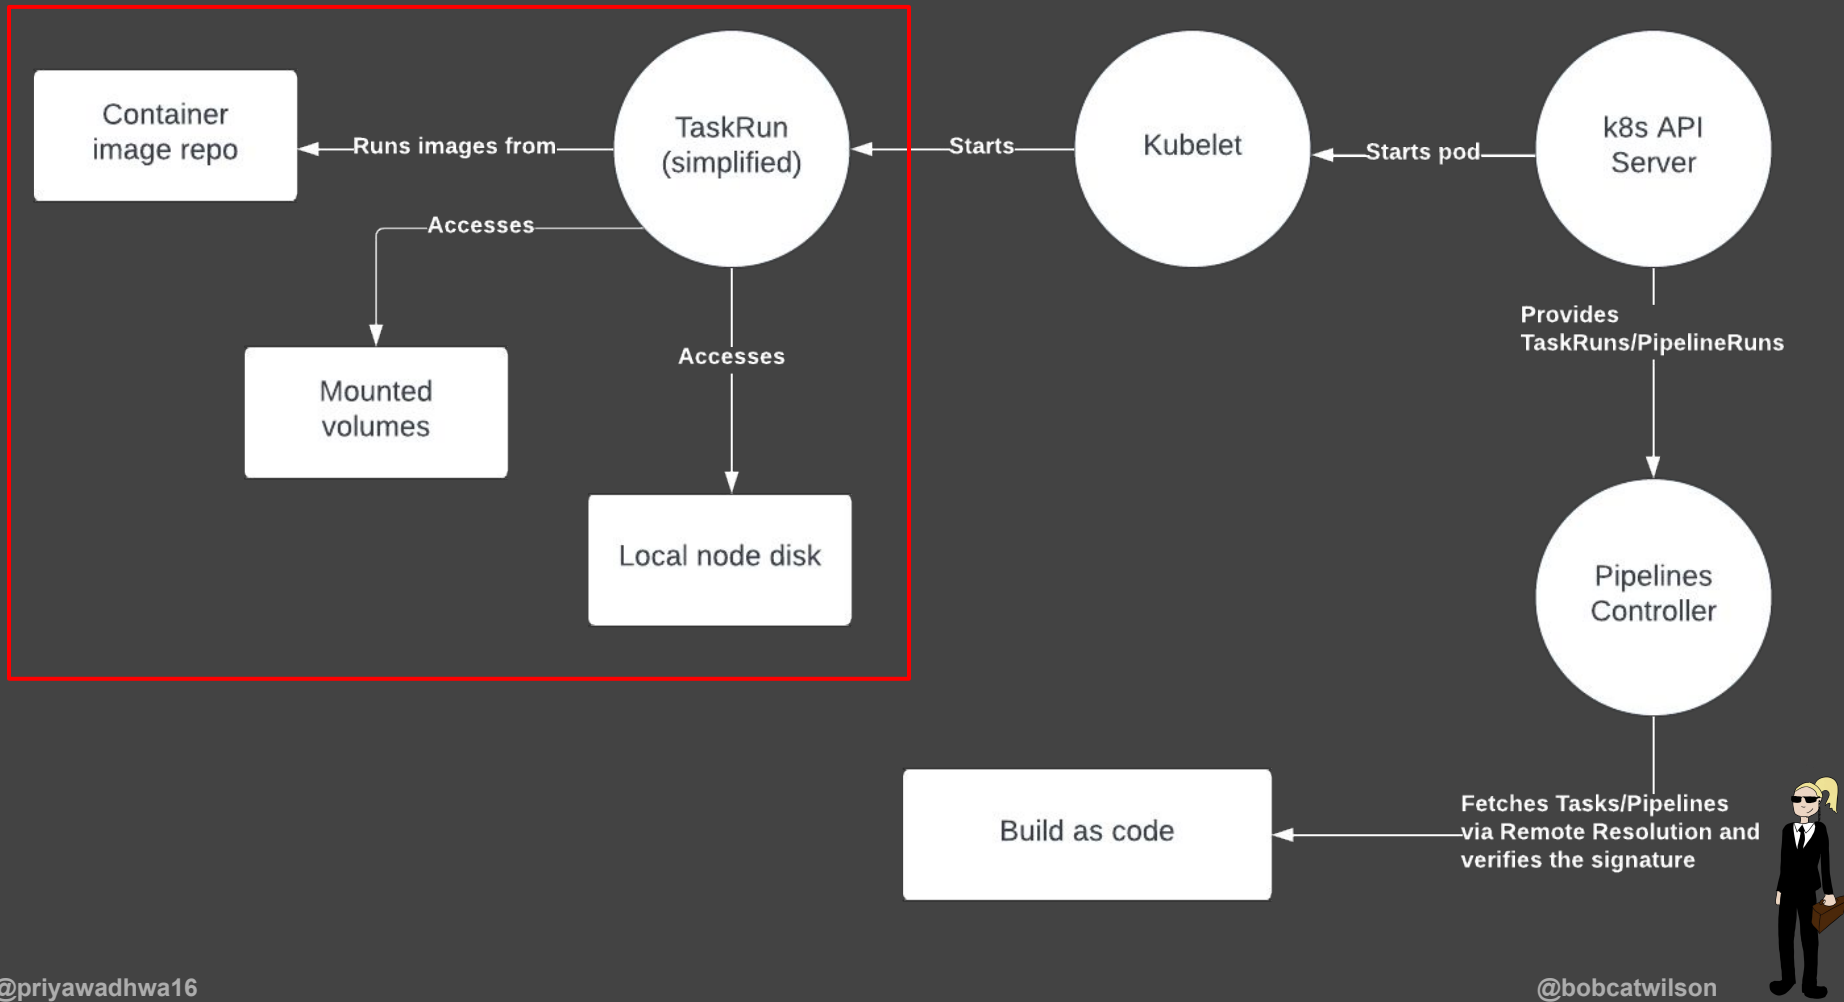 Container
image repo
Runs images from
TaskRun
(simplified)
Starts
Kubelet
Starts pod
k8s API
Server
Accesses
Mounted
volumes
Accesses
Local node disk
Provides
TaskRuns/PipelineRuns
Pipelines
Controller
Build as code
Fetches Tasks/Pipelines
via Remote Resolution and
verifies the signature
@priyawadhwa16
@bobcatwilson